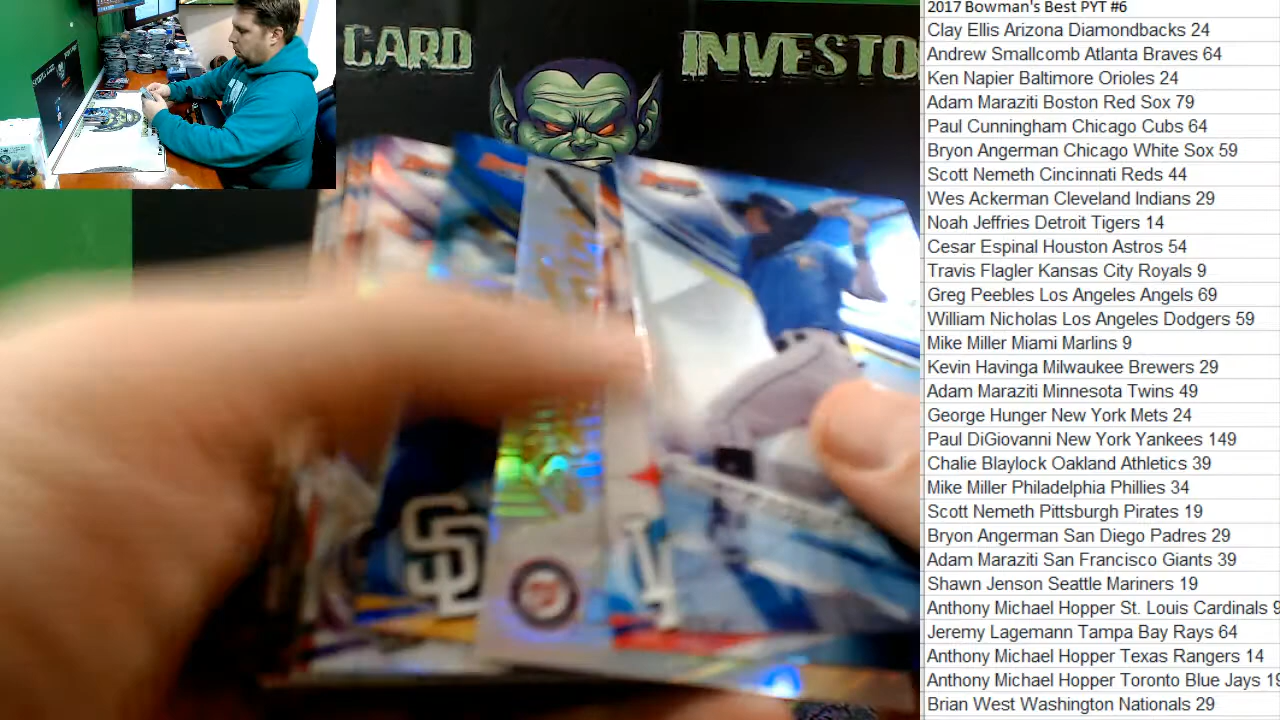 CARD INVESTO
SD
2017 Bowman's Best PYT #6
Clay Ellis Arizona Diamondbacks 24
Andrew Smallcomb Atlanta Braves 64
Ken Napier Baltimore Orioles 24
Adam Maraziti Boston Red Sox 79
Paul Cunningham Chicago Cubs 64
Bryon Angerman Chicago White Sox 59
Scott Nemeth Cincinnati Reds 44
Wes Ackerman Cleveland Indians 29
Noah Jeffries Detroit Tigers 14
Cesar Espinal Houston Astros 54
Travis Flagler Kansas City Royals 9
Greg Peebles Los Angeles Angels 69
William Nicholas Los Angeles Dodgers 59
Mike Miller Miami Marlins 9
Kevin Havinga Milwaukee Brewers 29
Adam Maraziti Minnesota Twins 49
George Hunger New York Mets 24
Paul DiGiovanni New York Yankees 149
Chalie Blaylock Oakland Athletics 39
Mike Miller Philadelphia Phillies 34
Scott Nemeth Pittsburgh Pirates 19
Bryon Angerman San Diego Padres 29
Adam Maraziti San Francisco Giants 39
Shawn Jenson Seattle Mariners 19
Anthony Michael Hopper St. Louis Cardinals 9
Jeremy Lagemann Tampa Bay Rays 64
Anthony Michael Hopper Texas Rangers 14
Anthony Michael Hopper Toronto Blue Jays 19
Brian West Washington Nationals 29